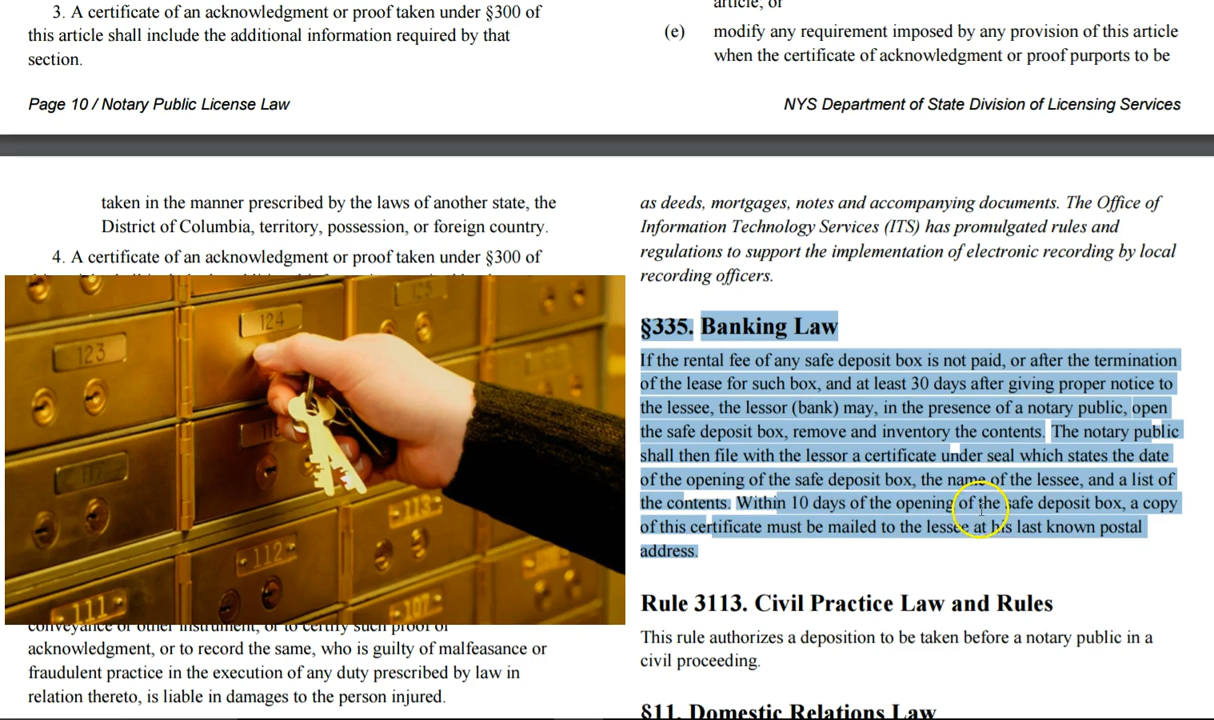 3. A certificate of an acknowledgment or proof taken under §300 of
this article shall include the additional information required by that
section.
article, or
(e) modify any requirement imposed by any provision of this article
when the certificate of acknowledgment or proof purports to be
Page 10 / Notary Public License Law
NYS Department of State Division of Licensing Services
taken in the manner prescribed by the laws of another state, the
District of Columbia, territory, possession, or foreign country.
4. A certificate of an acknowledgment or proof taken under §300 of
123
124
113
112
111
107
conveyance or other instrument, or to certify such proof or
acknowledgment, or to record the same, who is guilty of malfeasance or
fraudulent practice in the execution of any duty prescribed by law in
relation thereto, is liable in damages to the person injured.
as deeds, mortgages, notes and accompanying documents. The Office of
Information Technology Services (ITS) has promulgated rules and
regulations to support the implementation of electronic recording by local
recording officers.
§335. Banking Law
If the rental fee of any safe deposit box is not paid, or after the termination
of the lease for such box, and at least 30 days after giving proper notice to
the lessee, the lessor (bank) may, in the presence of a notary public, open
the safe deposit box, remove and inventory the contents. The notary public
shall then file with the lessor a certificate under seal which states the date
of the opening of the safe deposit box, the name of the lessee, and a list of
the contents. Within 10 days of the opening of the safe deposit box, a copy
of this certificate must be mailed to the lessee at his last known postal
address.
Rule 3113. Civil Practice Law and Rules
This rule authorizes a deposition to be taken before a notary public in a
civil proceeding.
§11. Domestic Relations Law